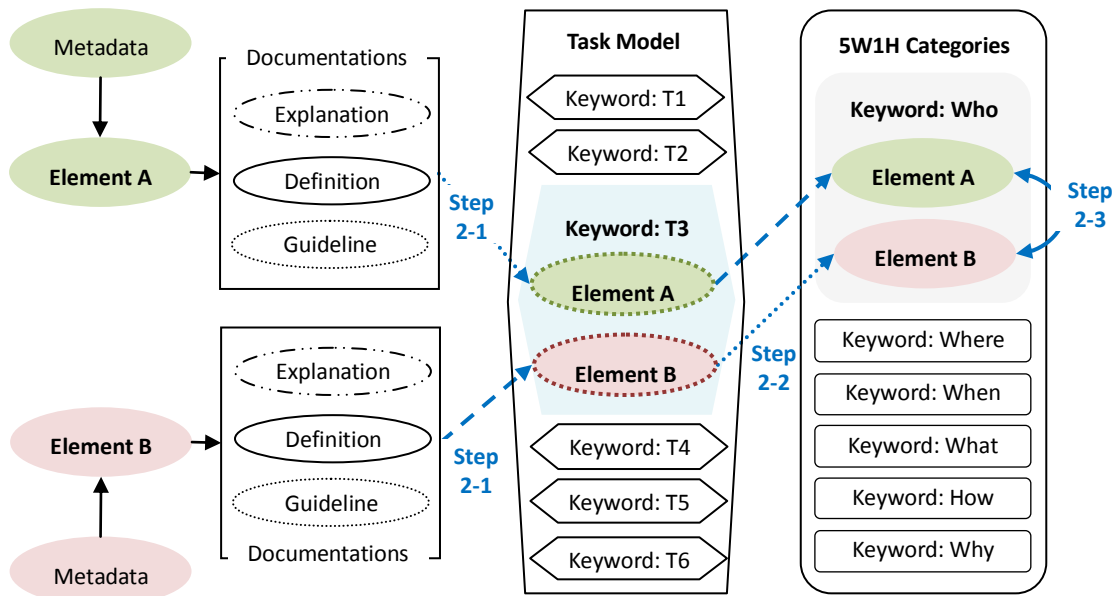 Metadata
Element A
Documentations
Explanation
Definition
Guideline
Step
2-1
Element B
Metadata
Explanation
Definition
Guideline
Documentations
Step
2-1
Task Model
Keyword: T1
Keyword: T2
Keyword: T3
Element A
Element B
Keyword: T4
Keyword: T5
Keyword: T6
Step
2-2
5W1H Categories
Keyword: Who
Element A
Element B
Step
2-3
Keyword: Where
Keyword: When
Keyword: What
Keyword: How
Keyword: Why